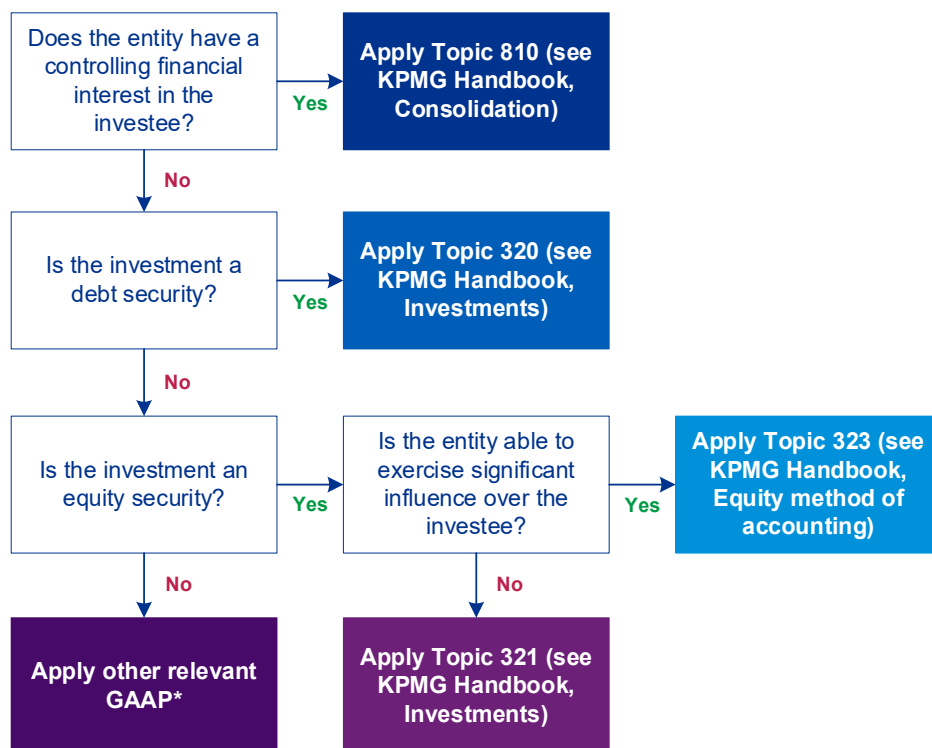 Does the entity have a
controlling financial
interest in the
investee?
Yes
Apply Topic 810 (see
KPMG Handbook,
Consolidation)
No
Is the investment a
debt security?
Yes
Apply Topic 320 (see
KPMG Handbook,
Investments)
No
Is the investment an
equity security?
Yes
Is the entity able to
exercise significant
influence over the
investee?
Yes
Apply Topic 323 (see
KPMG Handbook,
Equity method of
accounting)
No
No
Apply other relevant
GAAP*
Apply Topic 321 (see
KPMG Handbook,
Investments)